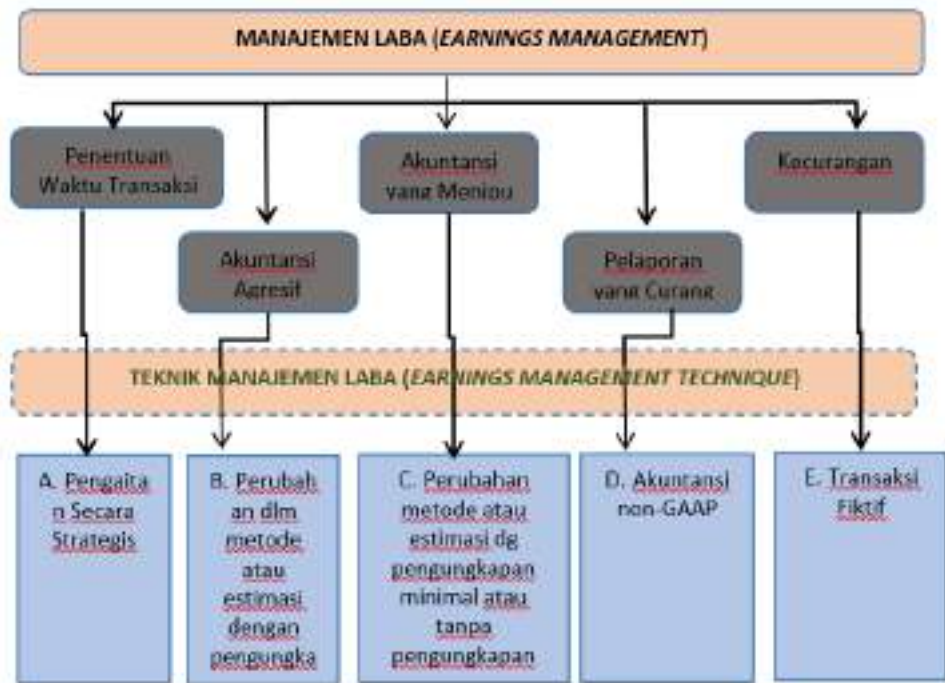 MANAJEMEN LABA (EARNINGS MANAGEMENT)
Penentuan
Waktu Transaksi
Akuntansi
yang Menipu
Kecurangan
Akuntansi
Agresif
Pelaporan
yang Curang
TEKNIK MANAJEMEN LABA (EARNINGS MANAGEMENT TECHNIQUE)
A. Pengaita
n Secara
Strategis
B. Perubah
an dlm
metode
atau
estimasi
dengan
pengungka
C. Perubahan
metode atau
estimasi dg
pengungkapan
minimal atau
tanpa
pengungkapan
D. Akuntansi
non-GAAP
E. Transaksi
Fiktif